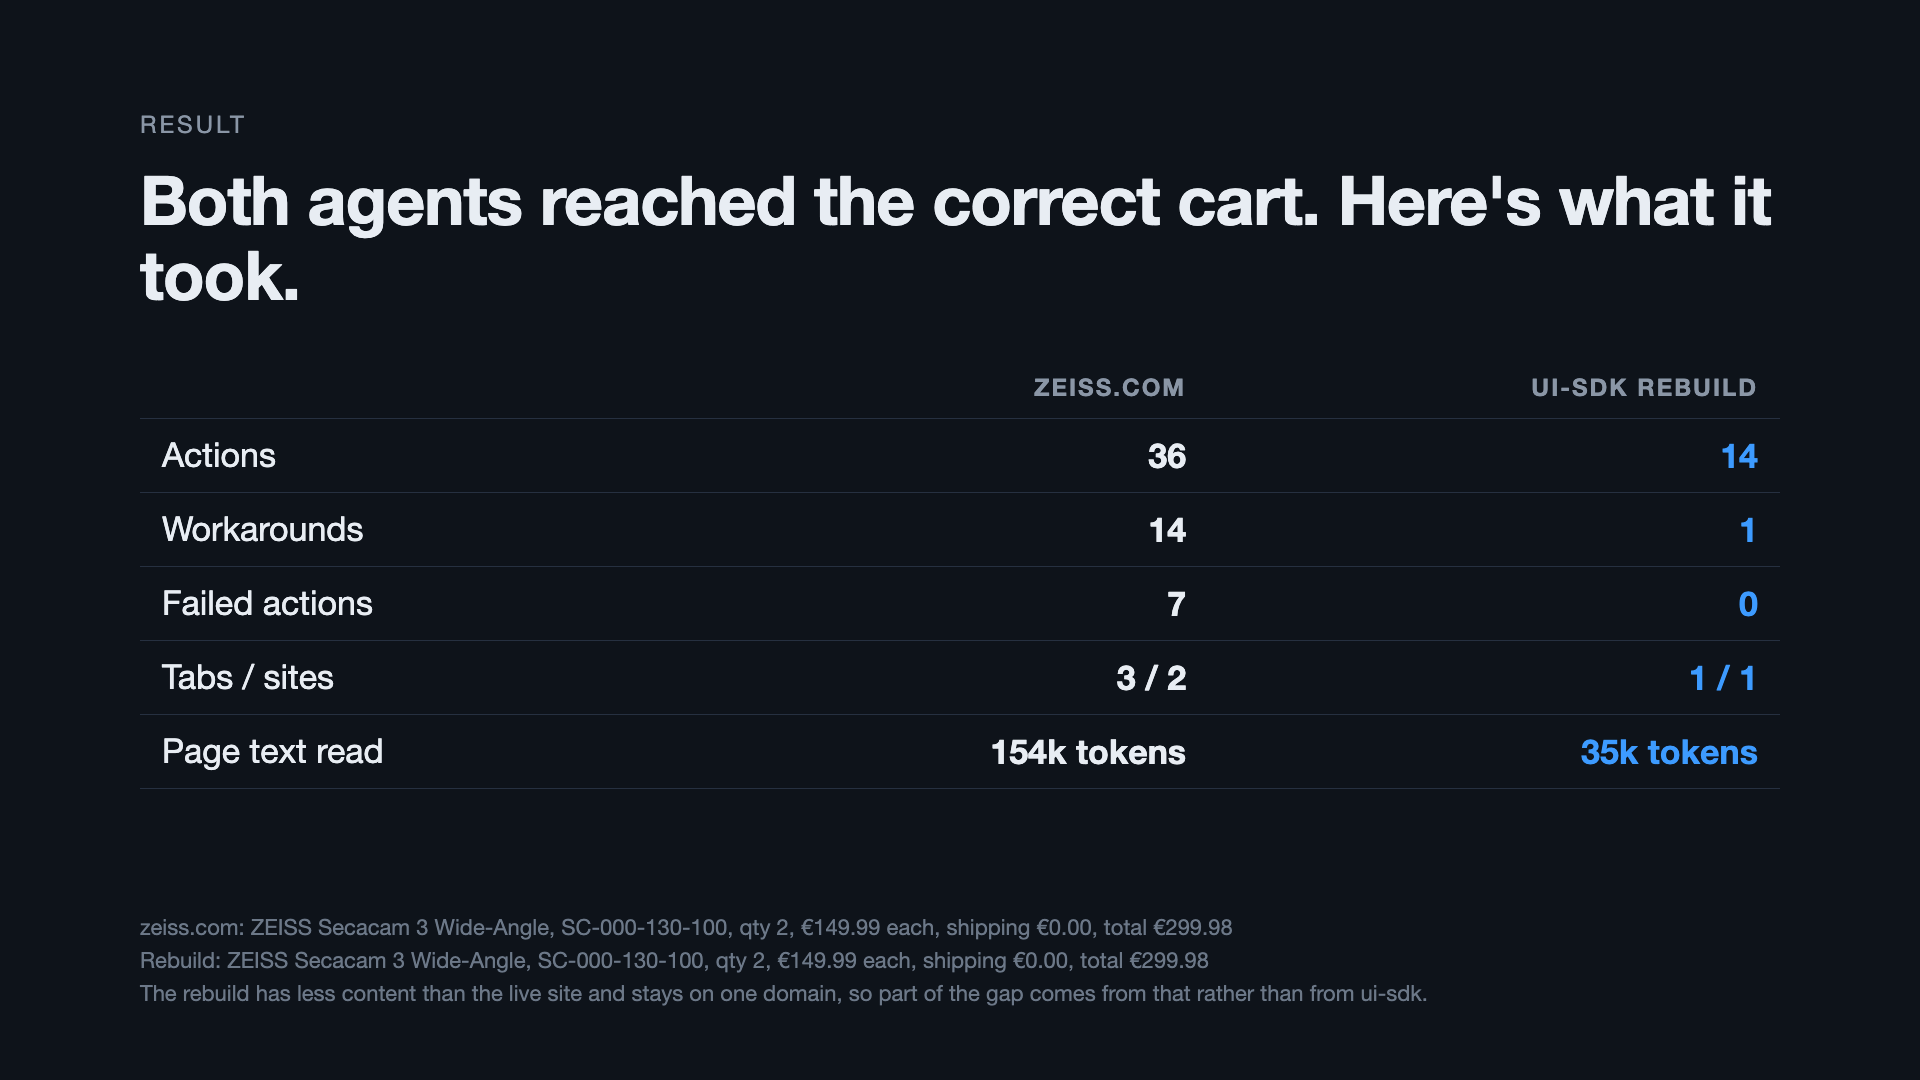 RESULT
Both agents reached the correct cart. Here's what it
took.
ZEISS.COM UI-SDK REBUILD
Actions 36 14
Workarounds 14 1
Failed actions 7 0
Tabs / sites 3 / 2 1 / 1
Page text read 154k tokens 35k tokens
zeiss.com: ZEISS Secacam 3 Wide-Angle, SC-000-130-100, qty 2, €149.99 each, shipping €0.00, total €299.98
Rebuild: ZEISS Secacam 3 Wide-Angle, SC-000-130-100, qty 2, €149.99 each, shipping €0.00, total €299.98
The rebuild has less content than the live site and stays on one domain, so part of the gap comes from that rather than from ui-sdk.